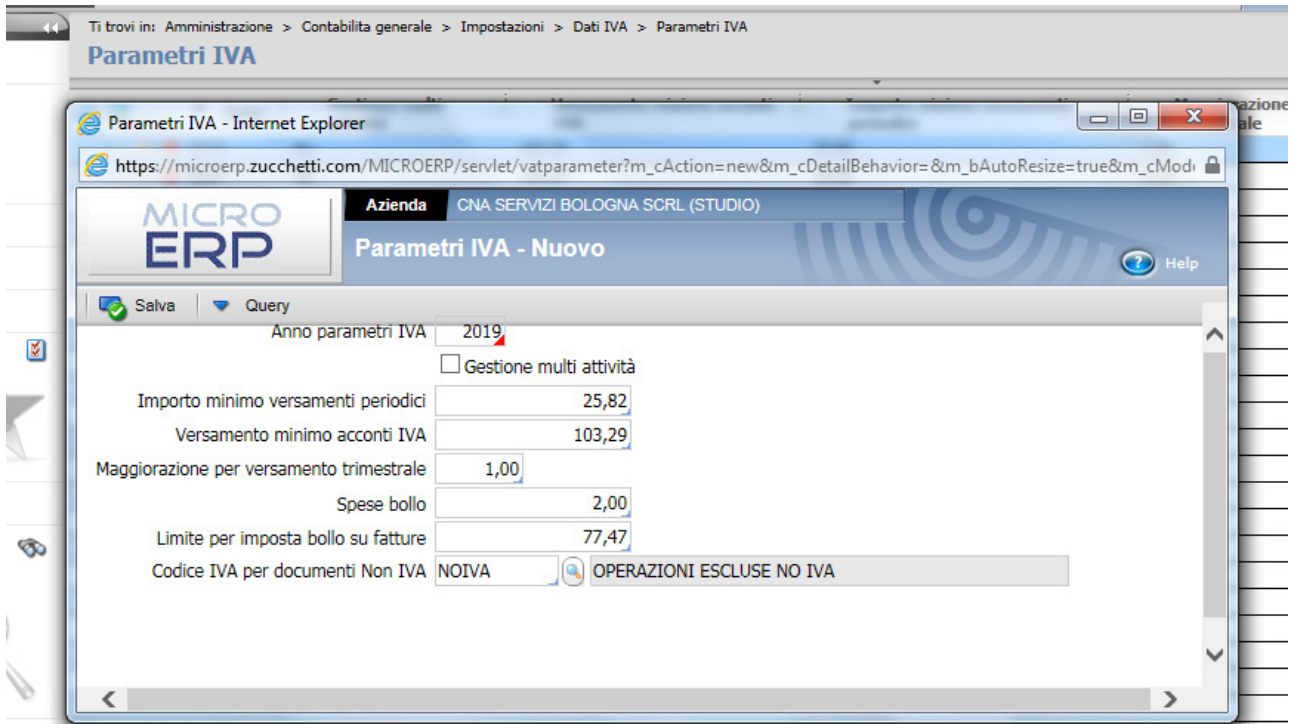 Ti trovi in: Amministrazione > Contabilita generale > Impostazioni > Dati IVA > Parametri IVA
Parametri IVA
azione
ale
Parametri IVA - Internet Explorer
https://microerp.zucchetti.com/MICROERP/servlet/vatparameter?m_cAction=new&m_cDetailBehavior=&m_bAutoResize=true&m_cMod
MICRO
ERP
Azienda CNA SERVIZI BOLOGNA SCRL (STUDIO)
Parametri IVA - Nuovo
Help
Salva Query
Anno parametri IVA 2019
Gestione multi attività
Importo minimo versamenti periodici 25,82
Versamento minimo acconti IVA 103,29
Maggiorazione per versamento trimestrale 1,00
Spese bollo 2,00
Limite per imposta bollo su fatture 77,47
Codice IVA per documenti Non IVA NOIVA OPERAZIONI ESCLUSE NO IVA